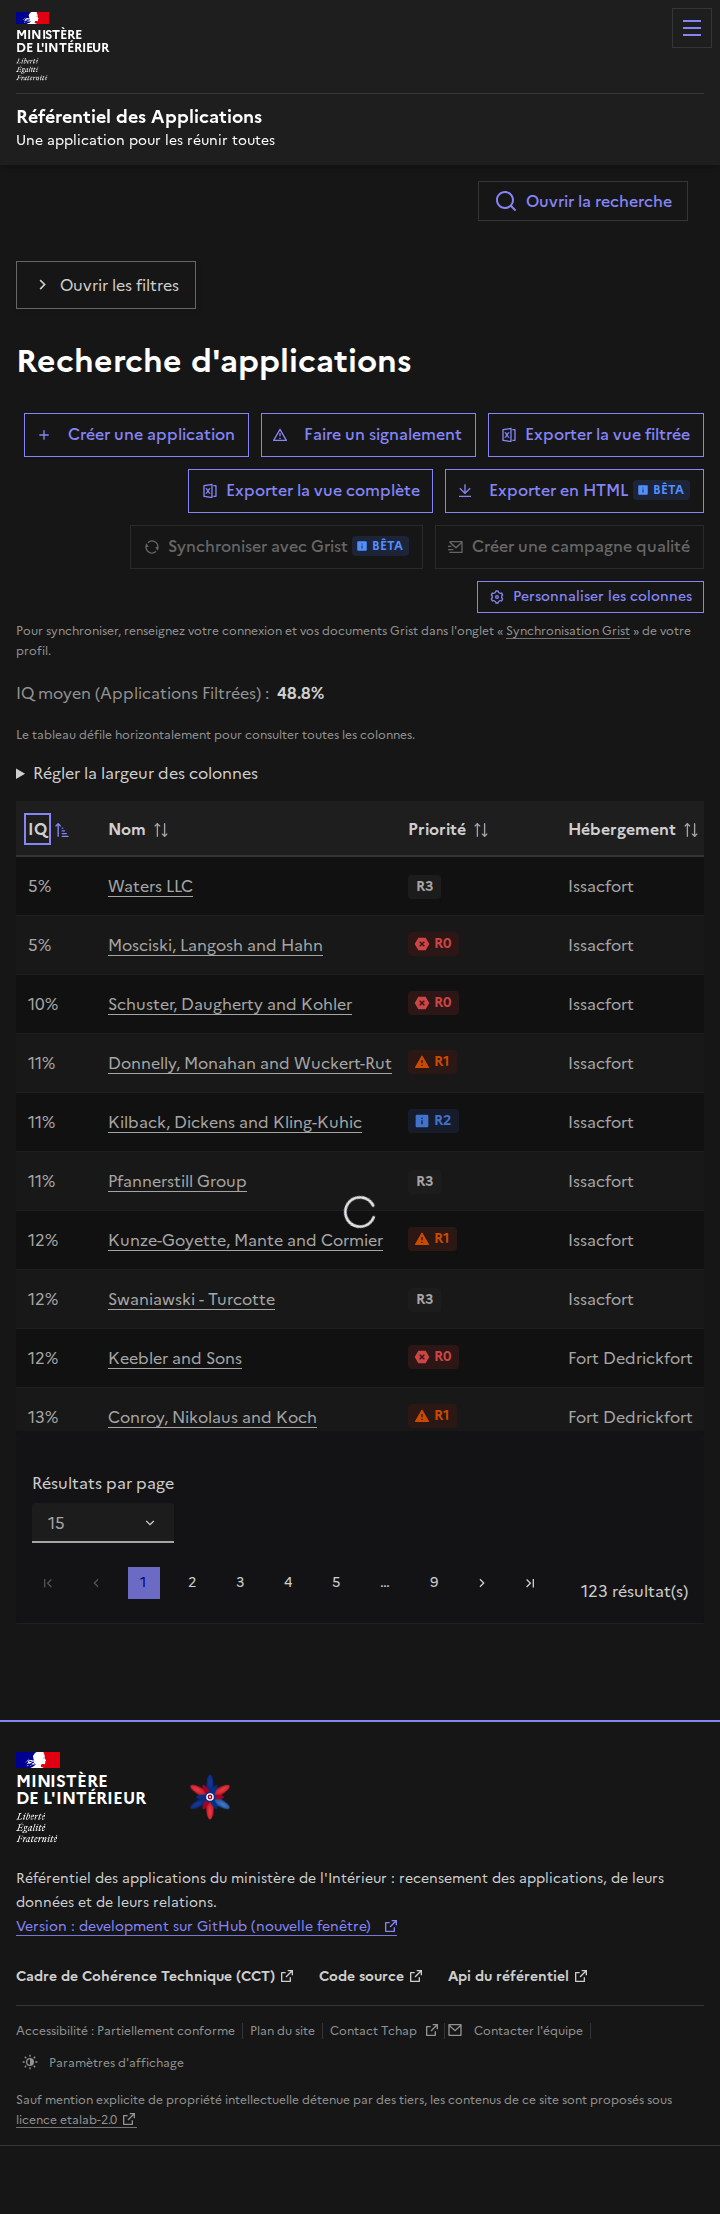 MINISTÈRE
DE L'INTÉRIEUR
Liberté
Égalité
Fraternité
Référentiel des Applications
Une application pour les réunir toutes
Ouvrir la recherche
Ouvrir les filtres
Recherche d'applications
Créer une application
Faire un signalement
Exporter la vue filtrée
Exporter la vue complète
Exporter en HTML BÊTA
Synchroniser avec Grist BÊTA
Créer une campagne qualité
Personnaliser les colonnes
Pour synchroniser, renseignez votre connexion et vos documents Grist dans l'onglet « Synchronisation Grist » de votre
profil.
IQ moyen (Applications Filtrées) : 48.8%
Le tableau défile horizontalement pour consulter toutes les colonnes.
Régler la largeur des colonnes
IQ Nom Priorité Hébergement
5% Waters LLC R3 Issacfort
5% Mosciski, Langosh and Hahn R0 Issacfort
10% Schuster, Daugherty and Kohler R0 Issacfort
11% Donnelly, Monahan and Wuckert-Rut R1 Issacfort
11% Kilback, Dickens and Kling-Kuhic R2 Issacfort
11% Pfannerstill Group R3 Issacfort
12% Kunze-Goyette, Mante and Cormier R1 Issacfort
12% Swaniawski - Turcotte R3 Issacfort
12% Keebler and Sons R0 Fort Dedrickfort
13% Conroy, Nikolaus and Koch R1 Fort Dedrickfort
Résultats par page
15
1 2 3 4 5 … 9
123 résultat(s)
MINISTÈRE
DE L'INTÉRIEUR
Liberté
Égalité
Fraternité
Référentiel des applications du ministère de l'Intérieur : recensement des applications, de leurs
données et de leurs relations.
Version : development sur GitHub (nouvelle fenêtre)
Cadre de Cohérence Technique (CCT) Code source Api du référentiel
Accessibilité : Partiellement conforme Plan du site Contact Tchap Contacter l'équipe
Paramètres d'affichage
Sauf mention explicite de propriété intellectuelle détenue par des tiers, les contenus de ce site sont proposés sous
licence etalab-2.0